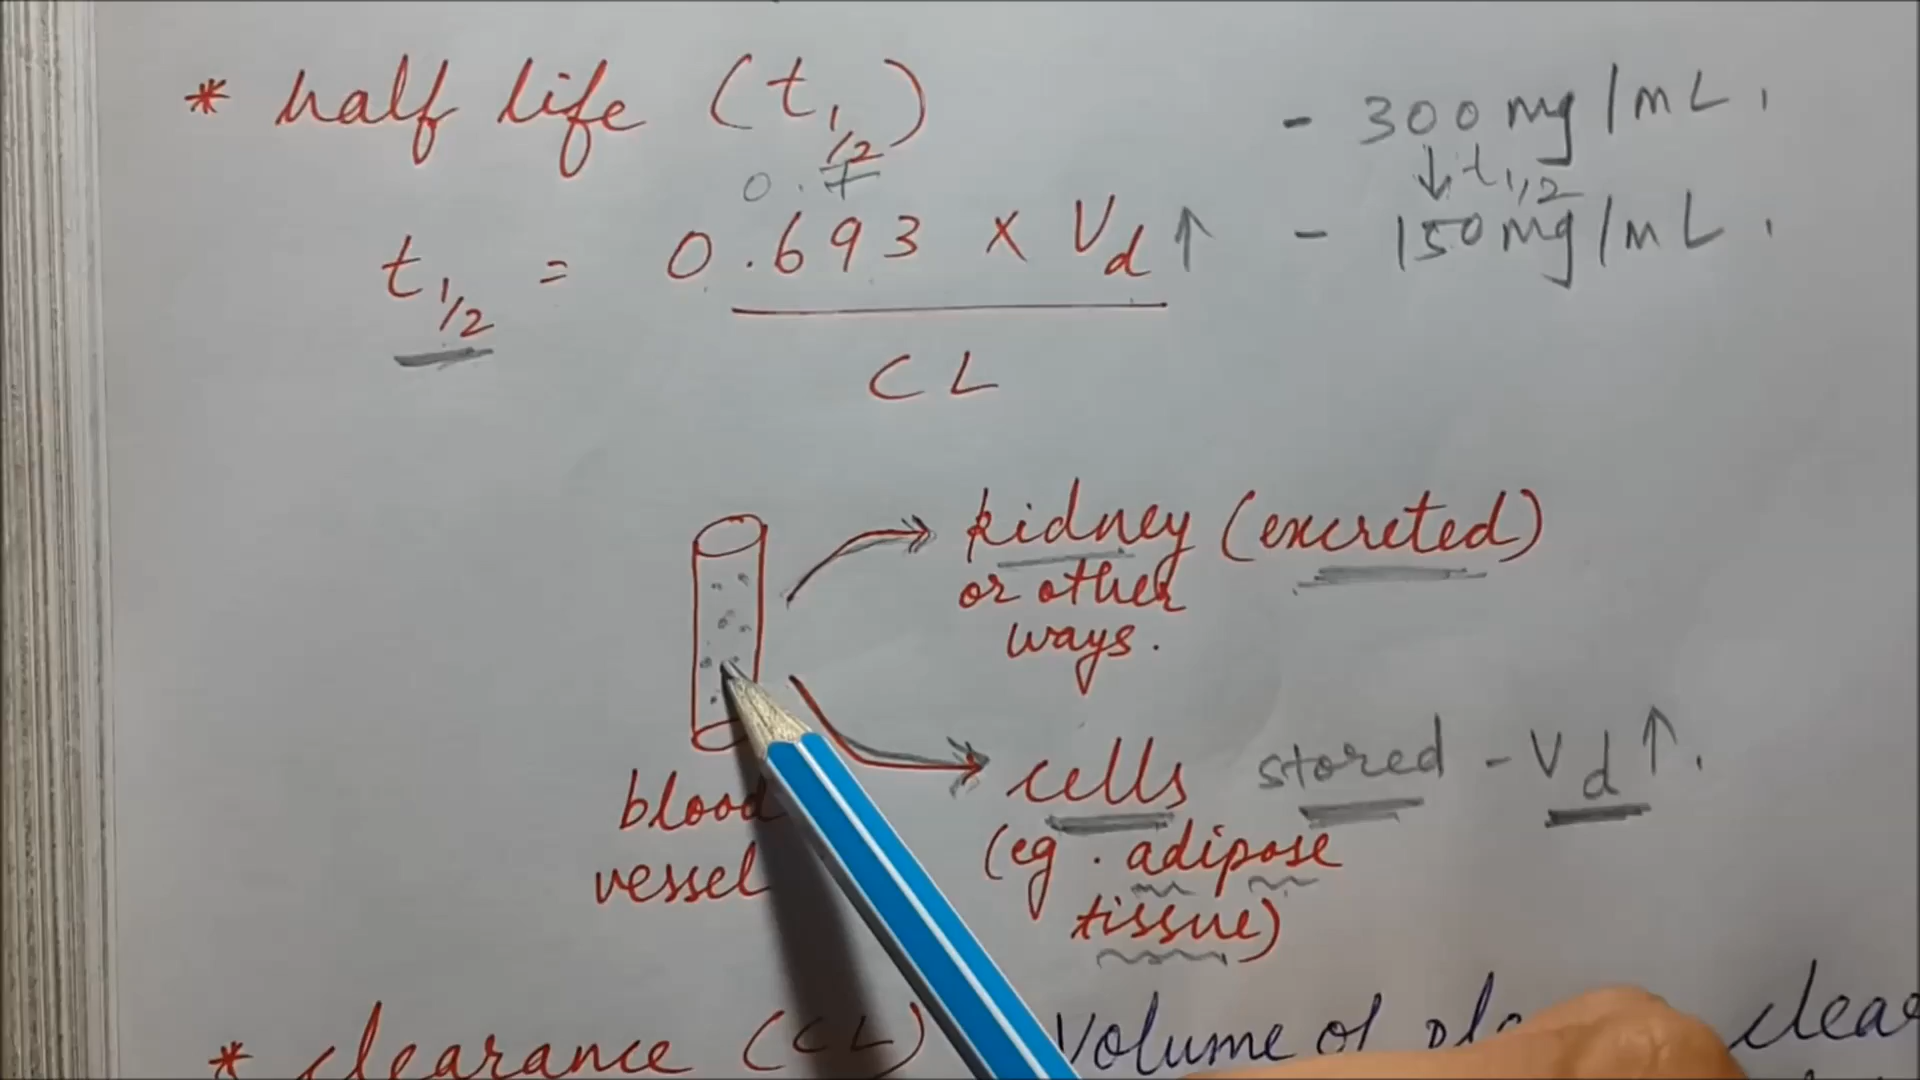 * half life (t1/2)
- 300 mg/mL.
↓ t1/2
- 150 mg/mL.
0.7
t1/2 = 0.693 x Vd ↑
CL
kidney (excreted)
or other
ways.
cells stored - Vd ↑.
(eg. adipose
tissue)
blood
vessel
* clearance (CL) Volume of clear